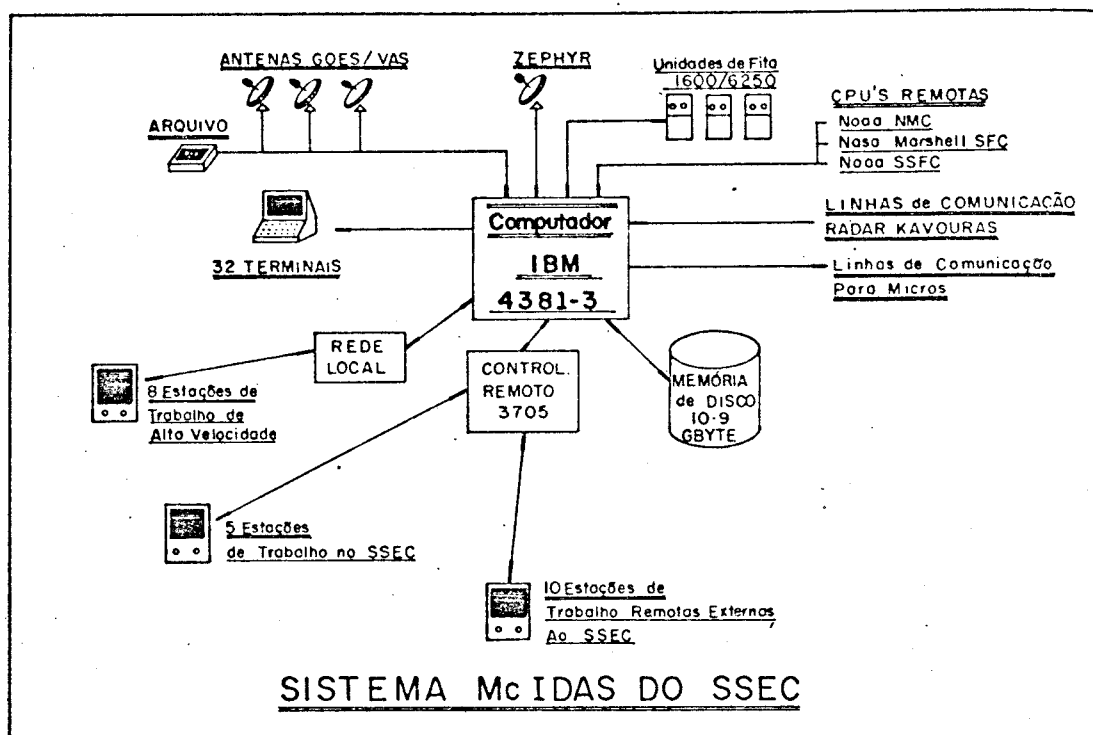 ANTENAS GOES/VAS
ZEPHYR
Unidades de Fita
1600/6250
CPU'S REMOTAS
Noaa NMC
Nasa Marshell SFC
Noaa SSFC
ARQUIVO
32 TERMINAIS
Computador
IBM
4381-3
LINHAS de COMUNICAÇÃO
RADAR KAVOURAS
Linhas de Comunicação
Para Micros
REDE
LOCAL
CONTROL.
REMOTO
3705
MEMÓRIA
de DISCO
10.9
GBYTE
8 Estações de
Trabalho de
Alta Velocidade
5 Estações
de Trabalho no SSEC
10 Estações de
Trabalho Remotas Externas
Ao SSEC
SISTEMA Mc IDAS DO SSEC